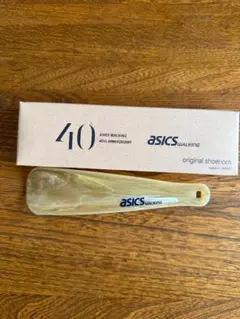 40
ASICS WALKING
40th ANNIVERSARY
asics WALKING
original shoehorn
asics WALKING